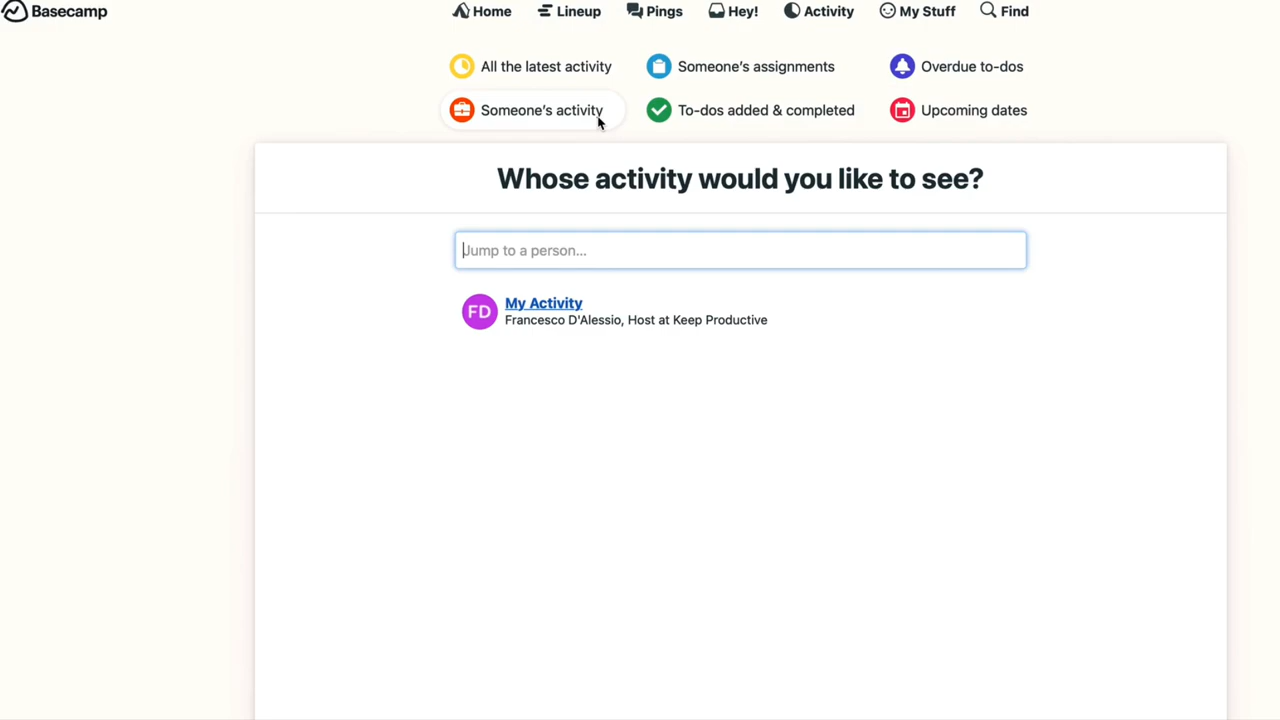 Basecamp
Home Lineup Pings Hey! Activity My Stuff Find
All the latest activity Someone's assignments Overdue to-dos
Someone's activity To-dos added & completed Upcoming dates
Whose activity would you like to see?
Jump to a person...
FD
My Activity
Francesco D'Alessio, Host at Keep Productive